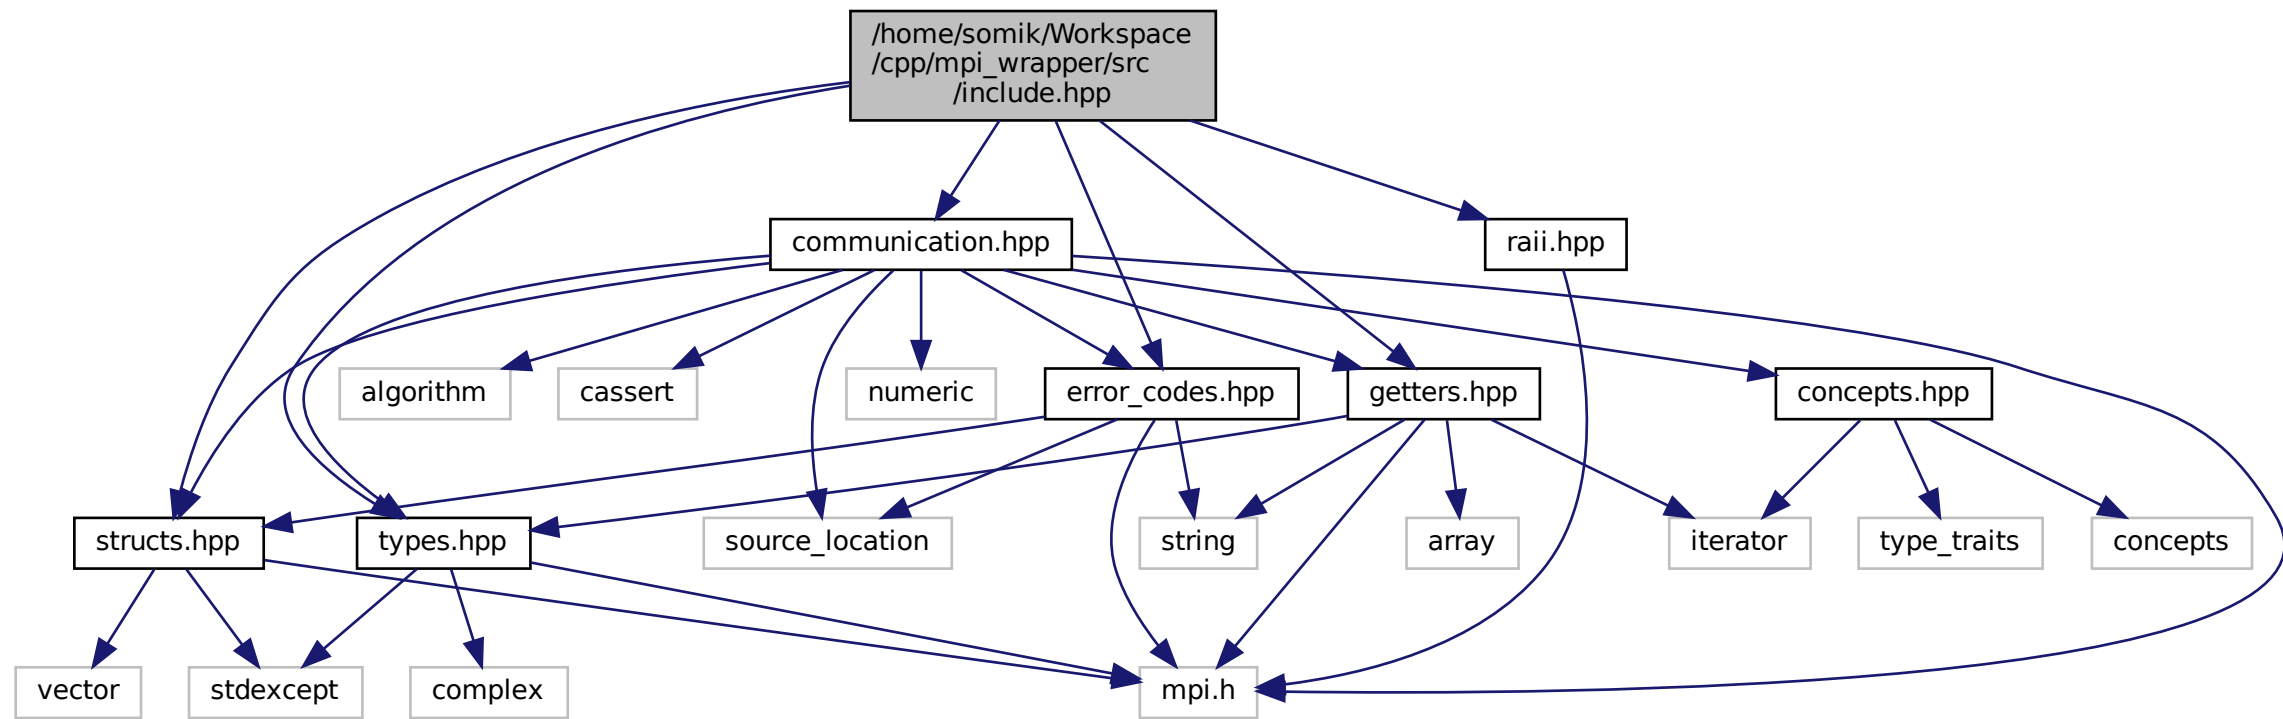 /home/somik/Workspace
/cpp/mpi_wrapper/src
/include.hpp
communication.hpp
raii.hpp
algorithm
cassert
numeric
error_codes.hpp
getters.hpp
concepts.hpp
structs.hpp
types.hpp
source_location
string
array
iterator
type_traits
concepts
vector
stdexcept
complex
mpi.h